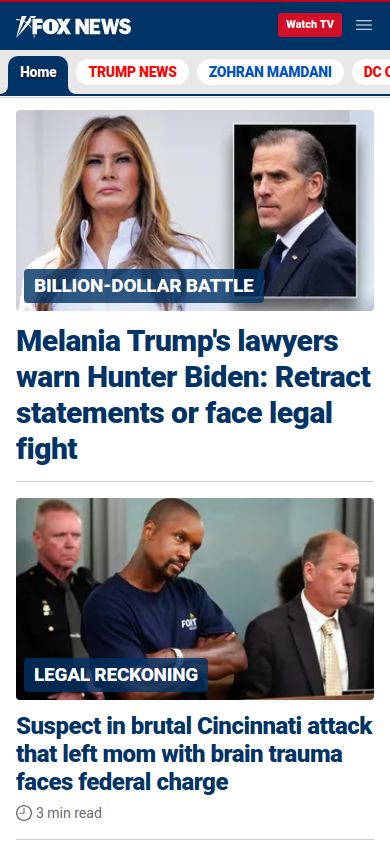 FOX NEWS
Watch TV
Home
TRUMP NEWS
ZOHRAN MAMDANI
DC
BILLION-DOLLAR BATTLE
Melania Trump's lawyers
warn Hunter Biden: Retract
statements or face legal
fight
LEGAL RECKONING
Suspect in brutal Cincinnati attack
that left mom with brain trauma
faces federal charge
3 min read